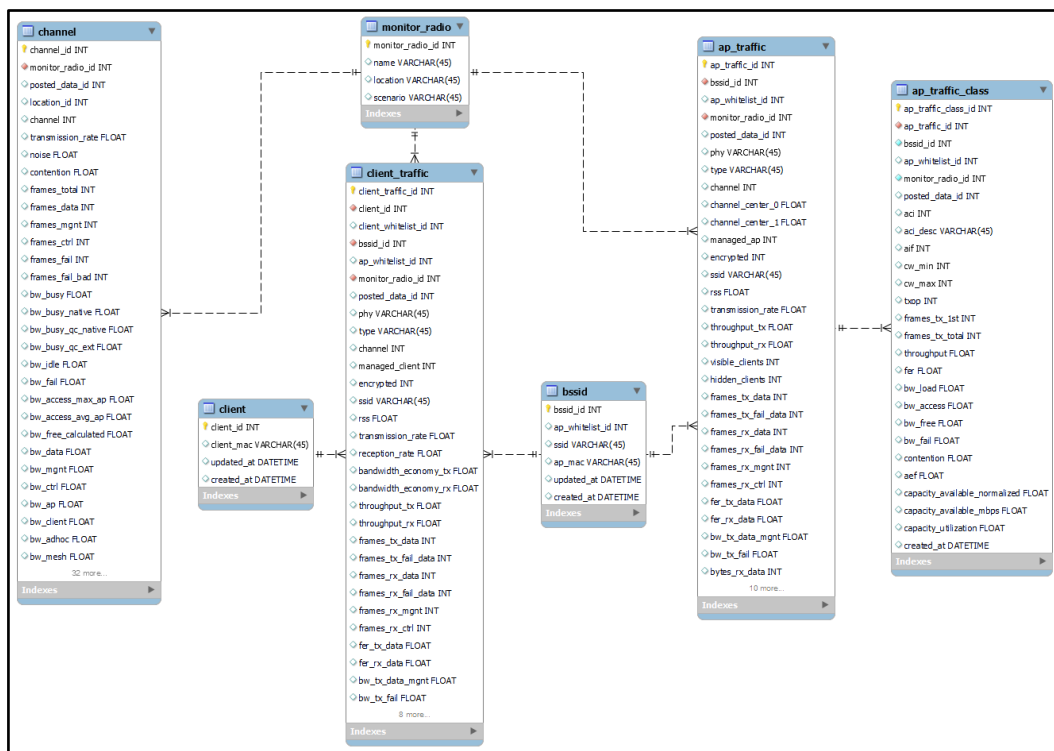 channel
channel_id INT
monitor_radio_id INT
posted_data_id INT
location_id INT
channel INT
transmission_rate FLOAT
noise FLOAT
contention FLOAT
frames_total INT
frames_data INT
frames_mgnt INT
frames_ctrl INT
frames_fail INT
frames_fail_bad INT
bw_busy FLOAT
bw_busy_native FLOAT
bw_busy_qc_native FLOAT
bw_busy_qc_ext FLOAT
bw_idle FLOAT
bw_fail FLOAT
bw_access_max_ap FLOAT
bw_access_avg_ap FLOAT
bw_free_calculated FLOAT
bw_data FLOAT
bw_mgnt FLOAT
bw_ctrl FLOAT
bw_ap FLOAT
bw_client FLOAT
bw_adhoc FLOAT
bw_mesh FLOAT
32 more...
Indexes
monitor_radio
monitor_radio_id INT
name VARCHAR(45)
location VARCHAR(45)
scenario VARCHAR(45)
Indexes
client_traffic
client_traffic_id INT
client_id INT
client_whitelist_id INT
bssid_id INT
ap_whitelist_id INT
monitor_radio_id INT
posted_data_id INT
phy VARCHAR(45)
type VARCHAR(45)
channel INT
managed_client INT
encrypted INT
ssid VARCHAR(45)
rss FLOAT
transmission_rate FLOAT
reception_rate FLOAT
bandwidth_economy_tx FLOAT
bandwidth_economy_rx FLOAT
throughput_tx FLOAT
throughput_rx FLOAT
frames_tx_data INT
frames_tx_fail_data INT
frames_rx_data INT
frames_rx_fail_data INT
frames_rx_mgmt INT
frames_rx_ctrl INT
fer_tx_data FLOAT
fer_rx_data FLOAT
bw_tx_data_mgnt FLOAT
bw_tx_fail FLOAT
8 more...
Indexes
client
client_id INT
client_mac VARCHAR(45)
updated_at DATETIME
created_at DATETIME
Indexes
bssid
bssid_id INT
ap_whitelist_id INT
ssid VARCHAR(45)
ap_mac VARCHAR(45)
updated_at DATETIME
created_at DATETIME
Indexes
ap_traffic
ap_traffic_id INT
bssid_id INT
ap_whitelist_id INT
monitor_radio_id INT
posted_data_id INT
phy VARCHAR(45)
type VARCHAR(45)
channel INT
channel_center_0 FLOAT
channel_center_1 FLOAT
managed_ap INT
encrypted INT
ssid VARCHAR(45)
rss FLOAT
transmission_rate FLOAT
throughput_tx FLOAT
throughput_rx FLOAT
visible_clients INT
hidden_clients INT
frames_tx_data INT
frames_tx_fail_data INT
frames_rx_data INT
frames_rx_fail_data INT
frames_rx_mgmt INT
frames_rx_ctrl INT
fer_tx_data FLOAT
fer_rx_data FLOAT
bw_tx_data_mgnt FLOAT
bw_tx_fail FLOAT
bytes_rx_data INT
10 more...
Indexes
ap_traffic_class
ap_traffic_class_id INT
ap_traffic_id INT
bssid_id INT
ap_whitelist_id INT
monitor_radio_id INT
posted_data_id INT
aci INT
aci_desc VARCHAR(45)
aif INT
cw_min INT
cw_max INT
txop INT
frames_tx_1st INT
frames_tx_total INT
throughput FLOAT
fer FLOAT
bw_load FLOAT
bw_access FLOAT
bw_free FLOAT
bw_fail FLOAT
contention FLOAT
aef FLOAT
capacity_available_normalized FLOAT
capacity_available_mbps FLOAT
capacity_utilization FLOAT
created_at DATETIME
Indexes